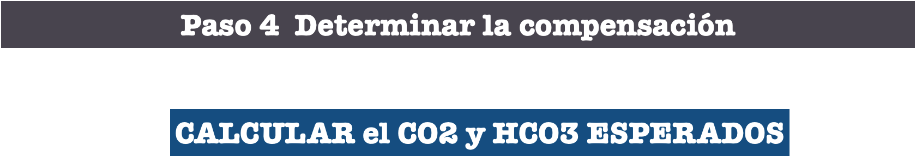 Paso 4  Determinar la compensación
CALCULAR el CO2 y HCO3 ESPERADOS